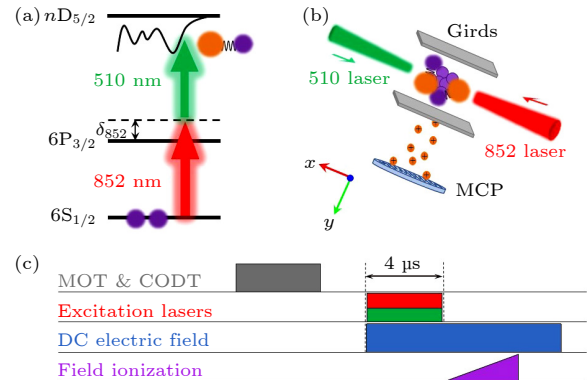 (a)
nD5/2
510 nm
δ852
6P3/2
852 nm
6S1/2
(b)
Girds
510 laser
852 laser
MCP
x
y
(c)
4 µs
MOT & CODT
Excitation lasers
DC electric field
Field ionization